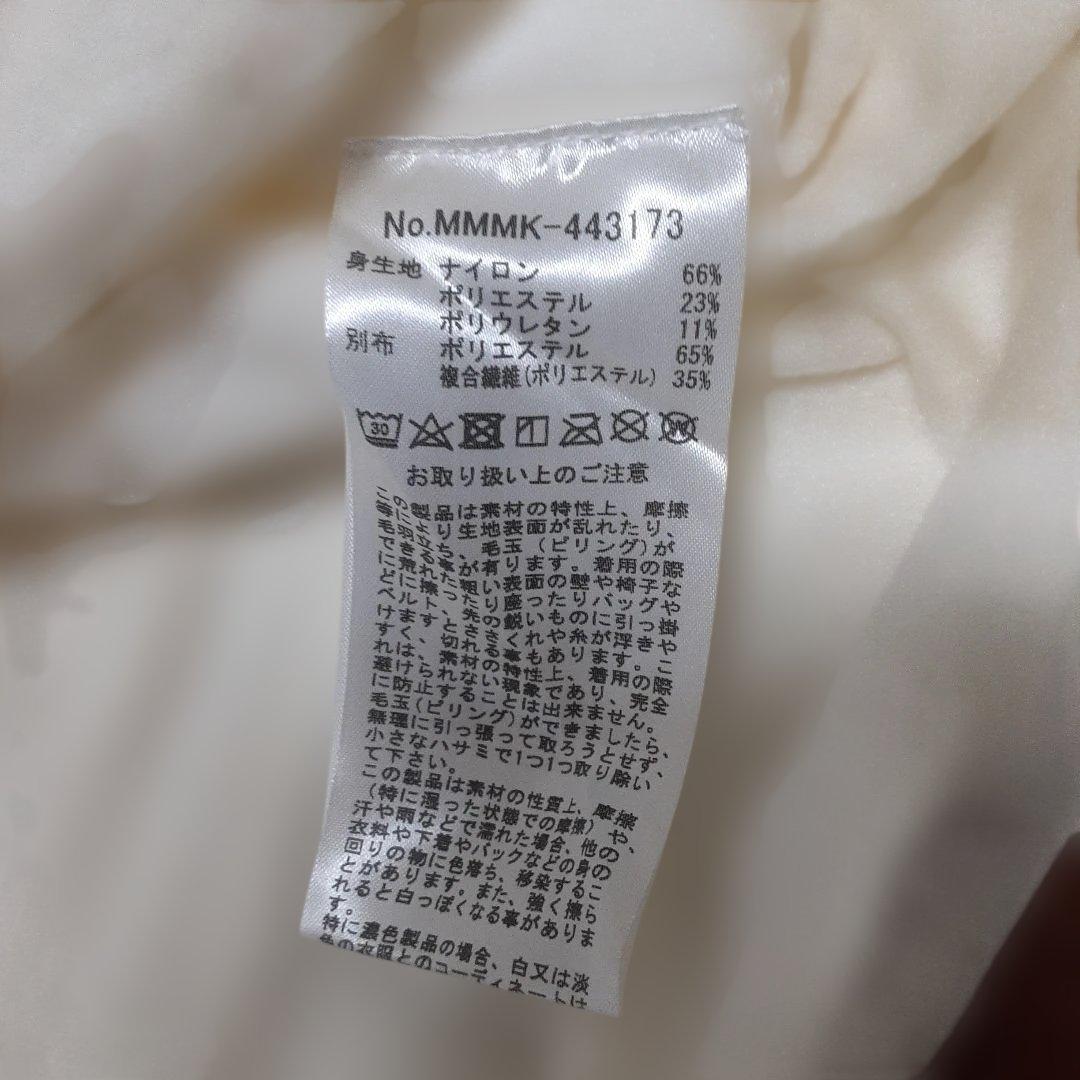 No.MMMK-443173
身生地 ナイロン 66%
ポリエステル 23%
ポリウレタン 11%
別布 ポリエステル 65%
複合繊維(ポリエステル) 35%
30
W
お取り扱い上のご注意
製品は素材の特性上、摩擦
より生地表面が乱れたり、
毛玉(ピリング)が
有ります。着用の際
粗い表面の壁や椅子な
どに擦ったり座ったりバッグや
ベルト、先の鋭いものに引っ掛
けますと、ささくれや糸が浮きや
すく、切れる事もあります。こ
れは、素材の特性上、着用の際
避けられない現象であり、完全
に防止することは出来ません。
毛玉(ピリング)ができましたら、
無理に引っ張って取ろうとせず、
小さなハサミで1つ1つ取り除い
て下さい。
この製品は素材の性質上、摩擦
(特に湿った状態での摩擦)や、
汗や雨などで濡れた場合、他の
衣料や下着やバックなどの身の
回りの物に色落ち、移染するこ
とがあります。また、強く擦ら
れると白っぽくなる事がありま
す。
特に濃色製品の場合、白又は淡
色の衣服とのコーディネートは